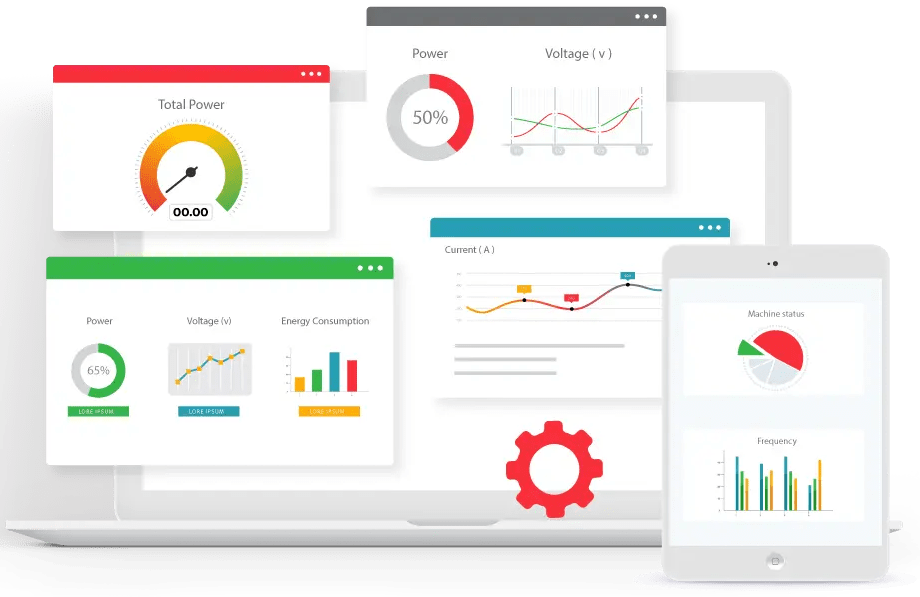 Power
Voltage ( v )
50%
Total Power
00.00
Current ( A )
Power
Voltage (v)
Energy Consumption
65%
LORE IPSUM
LORE IPSUM
LORE IPSUM
Machine status
Frequency